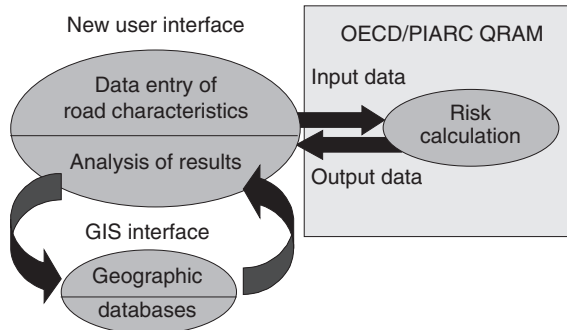 New user interface
OECD/PIARC QRAM
Data entry of
road characteristics
Input data
Risk
calculation
Analysis of results
Output data
GIS interface
Geographic
databases